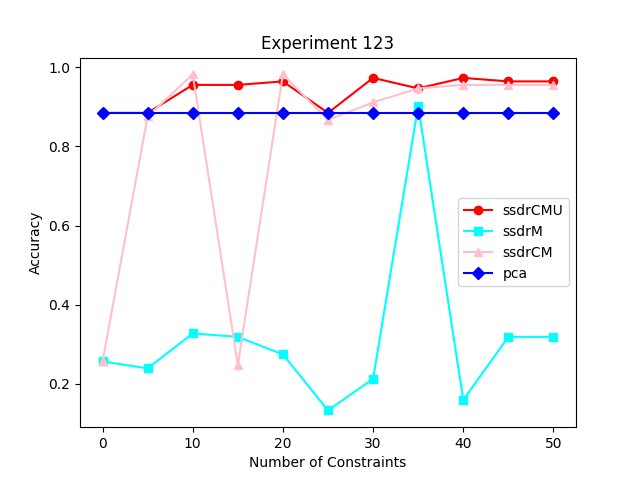 Experiment 123
1.0
0.8
0.6
0.4
0.2
Accuracy
ssdrCMU
ssdrM
ssdrCM
pca
0 10 20 30 40 50
Number of Constraints